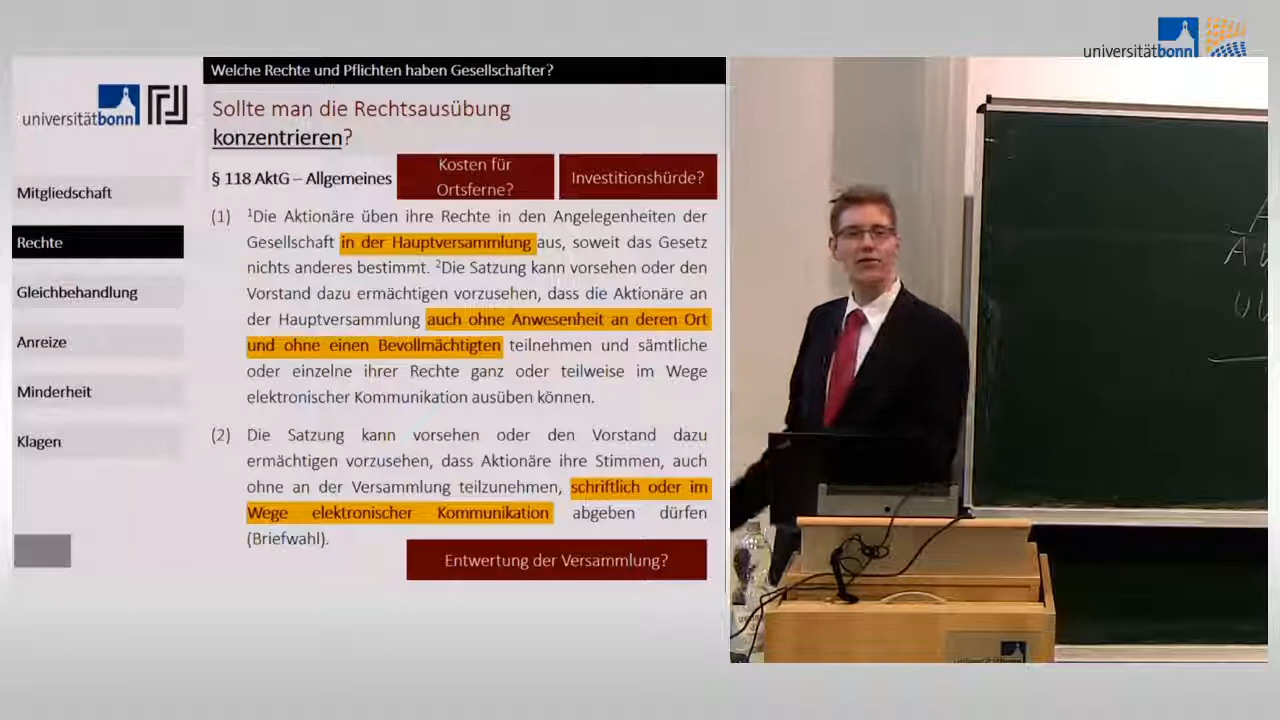 universitätbonn
Welche Rechte und Pflichten haben Gesellschafter?
universitätbonn
Mitgliedschaft
Rechte
Gleichbehandlung
Anreize
Minderheit
Klagen
Sollte man die Rechtsausübung
konzentrieren?
§ 118 AktG – Allgemeines
Kosten für
Ortsferne?
Investitionshürde?
(1) ¹Die Aktionäre üben ihre Rechte in den Angelegenheiten der
Gesellschaft in der Hauptversammlung aus, soweit das Gesetz
nichts anderes bestimmt. ²Die Satzung kann vorsehen oder den
Vorstand dazu ermächtigen vorzusehen, dass die Aktionäre an
der Hauptversammlung auch ohne Anwesenheit an deren Ort
und ohne einen Bevollmächtigten teilnehmen und sämtliche
oder einzelne ihrer Rechte ganz oder teilweise im Wege
elektronischer Kommunikation ausüben können.
(2) Die Satzung kann vorsehen oder den Vorstand dazu
ermächtigen vorzusehen, dass Aktionäre ihre Stimmen, auch
ohne an der Versammlung teilzunehmen, schriftlich oder im
Wege elektronischer Kommunikation abgeben dürfen
(Briefwahl).
Entwertung der Versammlung?